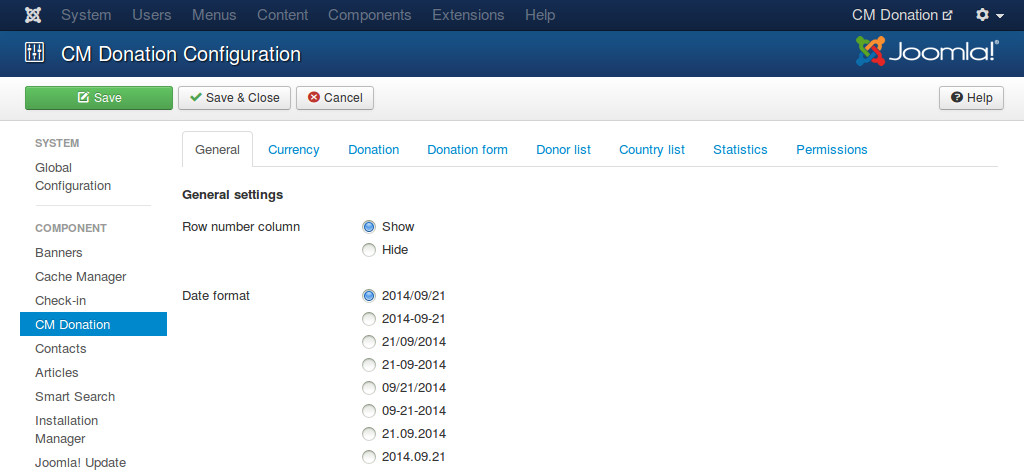 System Users Menus Content Components Extensions Help CM Donation
CM Donation Configuration Joomla!®
Save Save & Close Cancel Help
SYSTEM
Global
Configuration
COMPONENT
Banners
Cache Manager
Check-in
CM Donation
Contacts
Articles
Smart Search
Installation
Manager
Joomla! Update
General Currency Donation Donation form Donor list Country list Statistics Permissions
General settings
Row number column Show
Hide
Date format 2014/09/21
2014-09-21
21/09/2014
21-09-2014
09/21/2014
09-21-2014
21.09.2014
2014.09.21